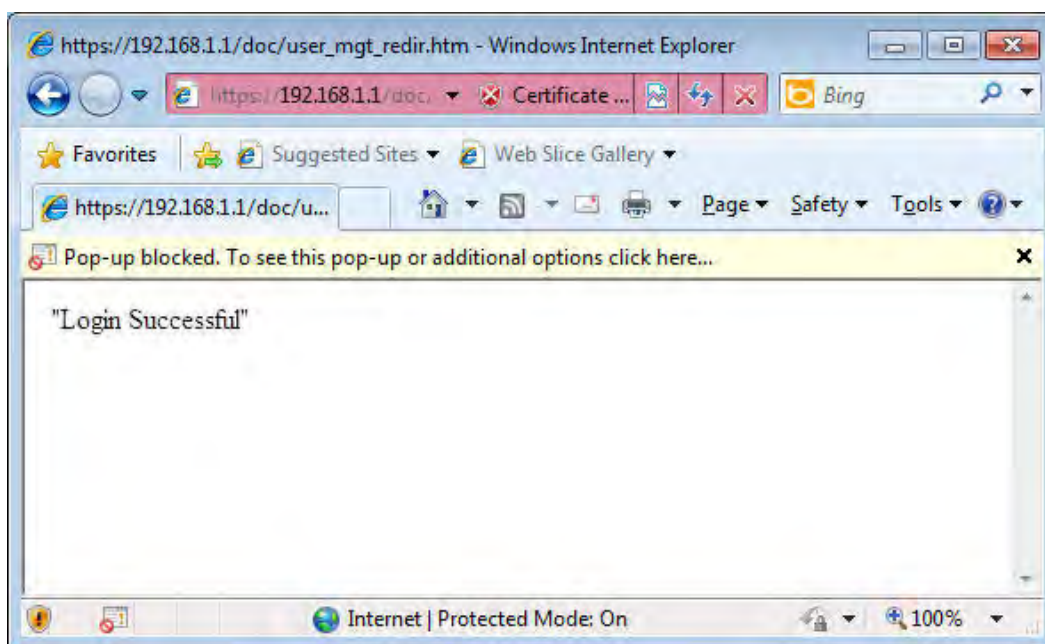 https://192.168.1.1/doc/user_mgt_redir.htm - Windows Internet Explorer
https://192.168.1.1/doc. Certificate ... Bing
Favorites Suggested Sites Web Slice Gallery
https://192.168.1.1/doc/u... Page Safety Tools
Pop-up blocked. To see this pop-up or additional options click here...
"Login Successful"
Internet | Protected Mode: On 100%